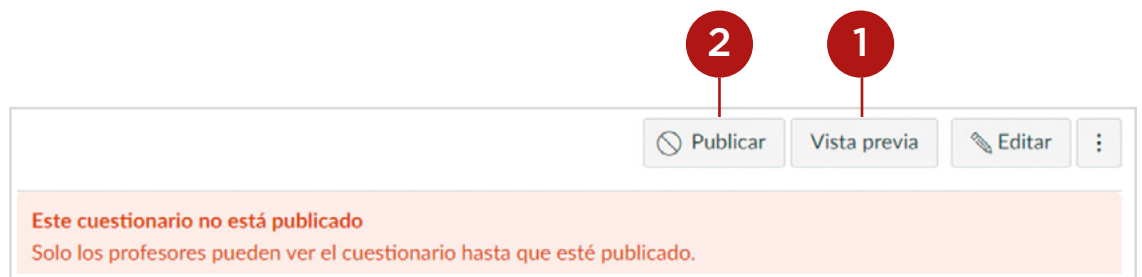 2 1
Publicar Vista previa Editar
Este cuestionario no está publicado
Solo los profesores pueden ver el cuestionario hasta que esté publicado.